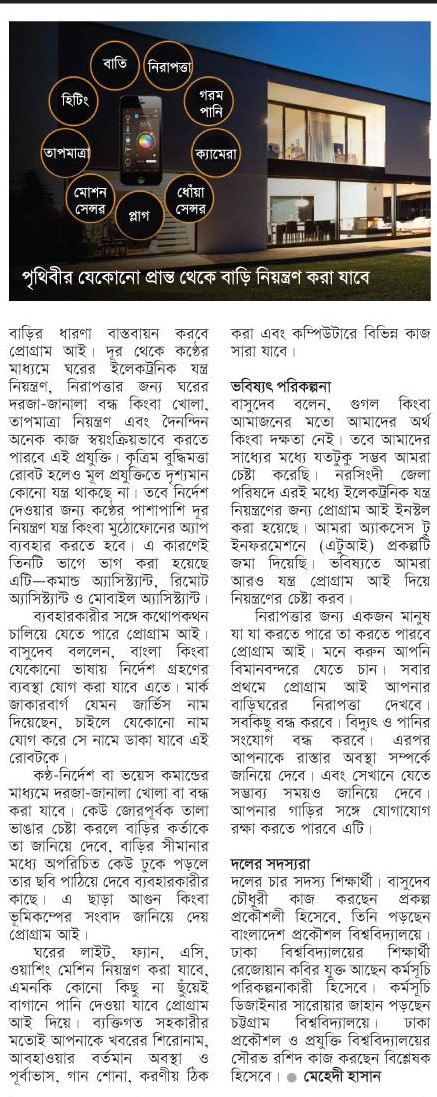 বাতি
নিরাপত্তা
হিটিং
গরম
পানি
তাপমাত্রা
ক্যামেরা
মোশন
সেন্সর
ধোঁয়া
সেন্সর
প্লাগ
পৃথিবীর যেকোনো প্রান্ত থেকে বাড়ি নিয়ন্ত্রণ করা যাবে
বাড়ির ধারণা বাস্তবায়ন করবে
প্রোগ্রাম আই। দূর থেকে কণ্ঠের
মাধ্যমে ঘরের ইলেকট্রনিক যন্ত্র
নিয়ন্ত্রণ, নিরাপত্তার জন্য ঘরের
দরজা-জানালা বন্ধ কিংবা খোলা,
তাপমাত্রা নিয়ন্ত্রণ এবং দৈনন্দিন
অনেক কাজ স্বয়ংক্রিয়ভাবে করতে
পারবে এই প্রযুক্তি। কৃত্রিম বুদ্ধিমত্তা
রোবট হলেও মূল প্রযুক্তিতে দৃশ্যমান
কোনো যন্ত্র থাকছে না। তবে নির্দেশ
দেওয়ার জন্য কণ্ঠের পাশাপাশি দূর
নিয়ন্ত্রণ যন্ত্র কিংবা মুঠোফোনের অ্যাপ
ব্যবহার করতে হবে। এ কারণেই
তিনটি ভাগে ভাগ করা হয়েছে
এটি—কমান্ড অ্যাসিস্ট্যান্ট, রিমোট
অ্যাসিস্ট্যান্ট ও মোবাইল অ্যাসিস্ট্যান্ট।
ব্যবহারকারীর সঙ্গে কথোপকথন
চালিয়ে যেতে পারে প্রোগ্রাম আই।
বাসুদেব বললেন, বাংলা কিংবা
যেকোনো ভাষায় নির্দেশ গ্রহণের
ব্যবস্থা যোগ করা যাবে এতে। মার্ক
জাকারবার্গ যেমন জার্ভিস নাম
দিয়েছেন, চাইলে যেকোনো নাম
যোগ করে সে নামে ডাকা যাবে এই
রোবটকে।
কণ্ঠ-নির্দেশ বা ভয়েস কমান্ডের
মাধ্যমে দরজা-জানালা খোলা বা বন্ধ
করা যাবে। কেউ জোরপূর্বক তালা
ভাঙার চেষ্টা করলে বাড়ির কর্তাকে
তা জানিয়ে দেবে, বাড়ির সীমানার
মধ্যে অপরিচিত কেউ ঢুকে পড়লে
তার ছবি পাঠিয়ে দেবে ব্যবহারকারীর
কাছে। এ ছাড়া আগুন কিংবা
ভূমিকম্পের সংবাদ জানিয়ে দেয়
প্রোগ্রাম আই।
ঘরের লাইট, ফ্যান, এসি,
ওয়াশিং মেশিন নিয়ন্ত্রণ করা যাবে,
এমনকি কোনো কিছু না ছুঁয়েই
বাগানে পানি দেওয়া যাবে প্রোগ্রাম
আই দিয়ে। ব্যক্তিগত সহকারীর
মতোই আপনাকে খবরের শিরোনাম,
আবহাওয়ার বর্তমান অবস্থা ও
পূর্বাভাস, গান শোনা, করণীয় ঠিক
করা এবং কম্পিউটারে বিভিন্ন কাজ
সারা যাবে।
ভবিষ্যৎ পরিকল্পনা
বাসুদেব বলেন, গুগল কিংবা
আমাজনের মতো আমাদের অর্থ
কিংবা দক্ষতা নেই। তবে আমাদের
সাধ্যের মধ্যে যতটুকু সম্ভব আমরা
চেষ্টা করেছি। নরসিংদী জেলা
পরিষদে এরই মধ্যে ইলেকট্রনিক যন্ত্র
নিয়ন্ত্রণের জন্য প্রোগ্রাম আই ইনস্টল
করা হয়েছে। আমরা অ্যাকসেস টু
ইনফরমেশনে (এটুআই) প্রকল্পটি
জমা দিয়েছি। ভবিষ্যতে আমরা
আরও যন্ত্র প্রোগ্রাম আই দিয়ে
নিয়ন্ত্রণের চেষ্টা করব।
নিরাপত্তার জন্য একজন মানুষ
যা যা করতে পারে তা করতে পারবে
প্রোগ্রাম আই। মনে করুন আপনি
বিমানবন্দরে যেতে চান। সবার
প্রথমে প্রোগ্রাম আই আপনার
বাড়িঘরের নিরাপত্তা দেখবে।
সবকিছু বন্ধ করবে। বিদ্যুৎ ও পানির
সংযোগ বন্ধ করবে। এরপর
আপনাকে রাস্তার অবস্থা সম্পর্কে
জানিয়ে দেবে। এবং সেখানে যেতে
সম্ভাব্য সময়ও জানিয়ে দেবে।
আপনার গাড়ির সঙ্গে যোগাযোগ
রক্ষা করতে পারবে এটি।
দলের সদস্যরা
দলের চার সদস্য শিক্ষার্থী। বাসুদেব
চৌধুরী কাজ করছেন প্রকল্প
প্রকৌশলী হিসেবে, তিনি পড়ছেন
বাংলাদেশ প্রকৌশল বিশ্ববিদ্যালয়ে।
ঢাকা বিশ্ববিদ্যালয়ের শিক্ষার্থী
রেজোয়ান কবির যুক্ত আছেন কর্মসূচি
পরিকল্পনাকারী হিসেবে। কর্মসূচি
ডিজাইনার সারোয়ার জাহান পড়ছেন
চট্টগ্রাম বিশ্ববিদ্যালয়ে। ঢাকা
প্রকৌশল ও প্রযুক্তি বিশ্ববিদ্যালয়ের
সৌরভ রশিদ কাজ করছেন বিশ্লেষক
হিসেবে। ● মেহেদী হাসান